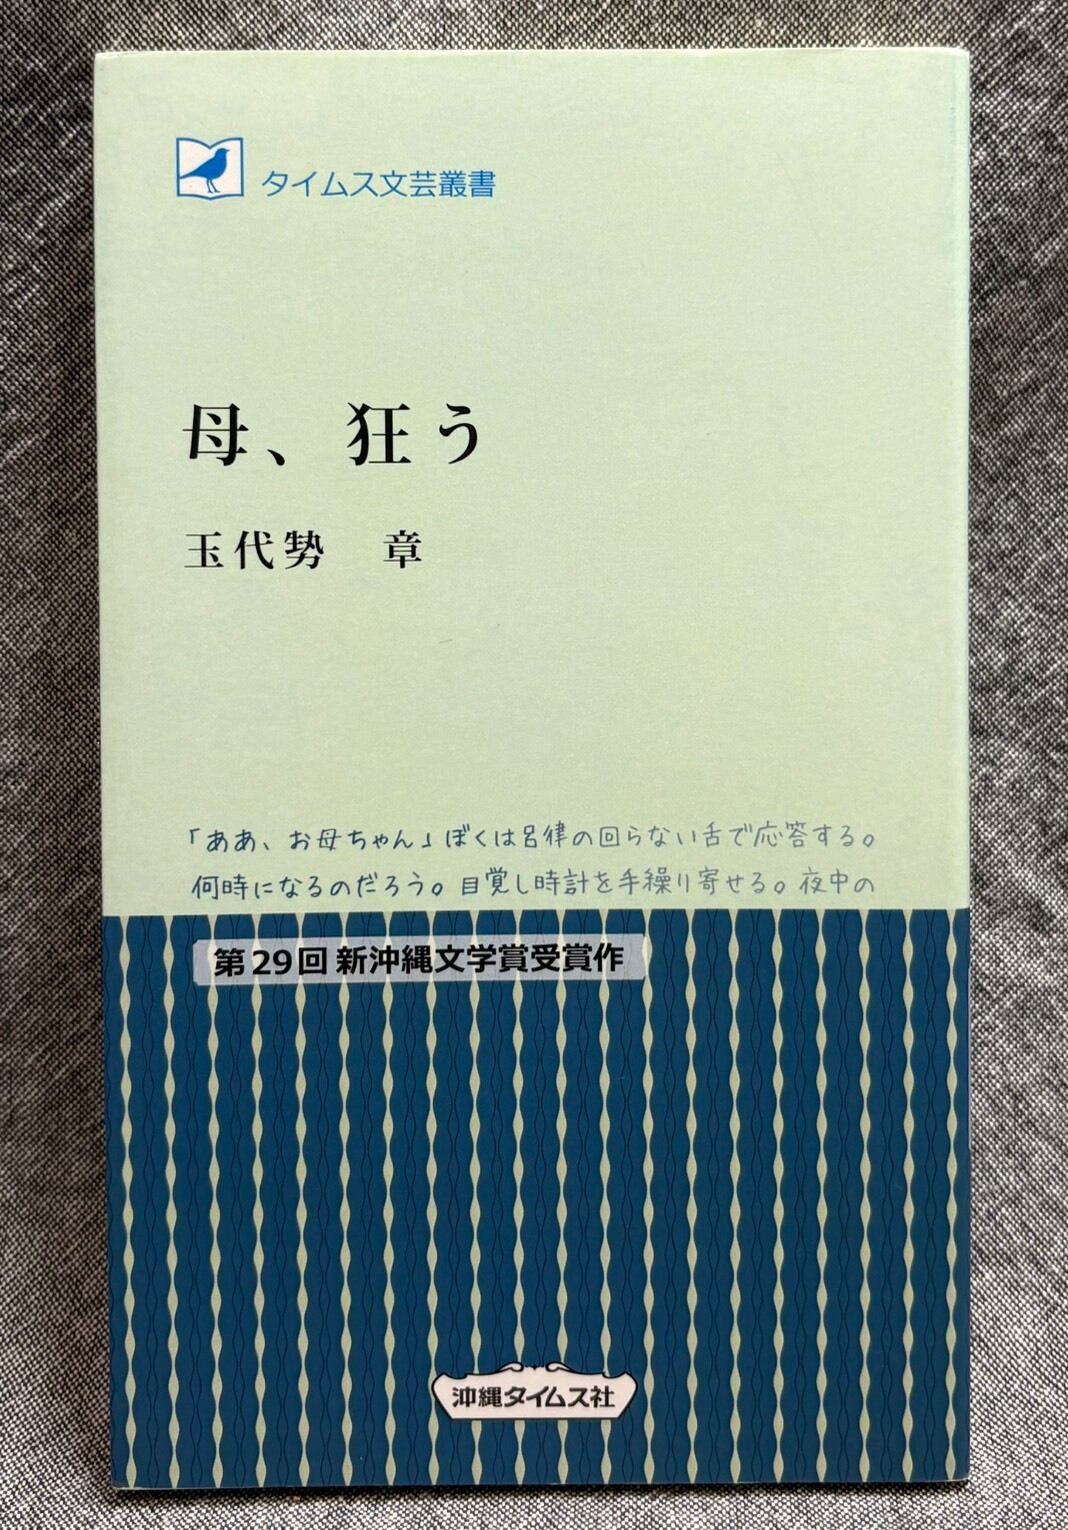 タイムス文芸叢書
母、狂う
玉代勢 章
「ああ、お母ちゃん」ぼくは呂律の回らない舌で応答する。
何時になるのだろう。目覚し時計を手繰り寄せる。夜中の
第29回 新沖縄文学賞受賞作
沖縄タイムス社